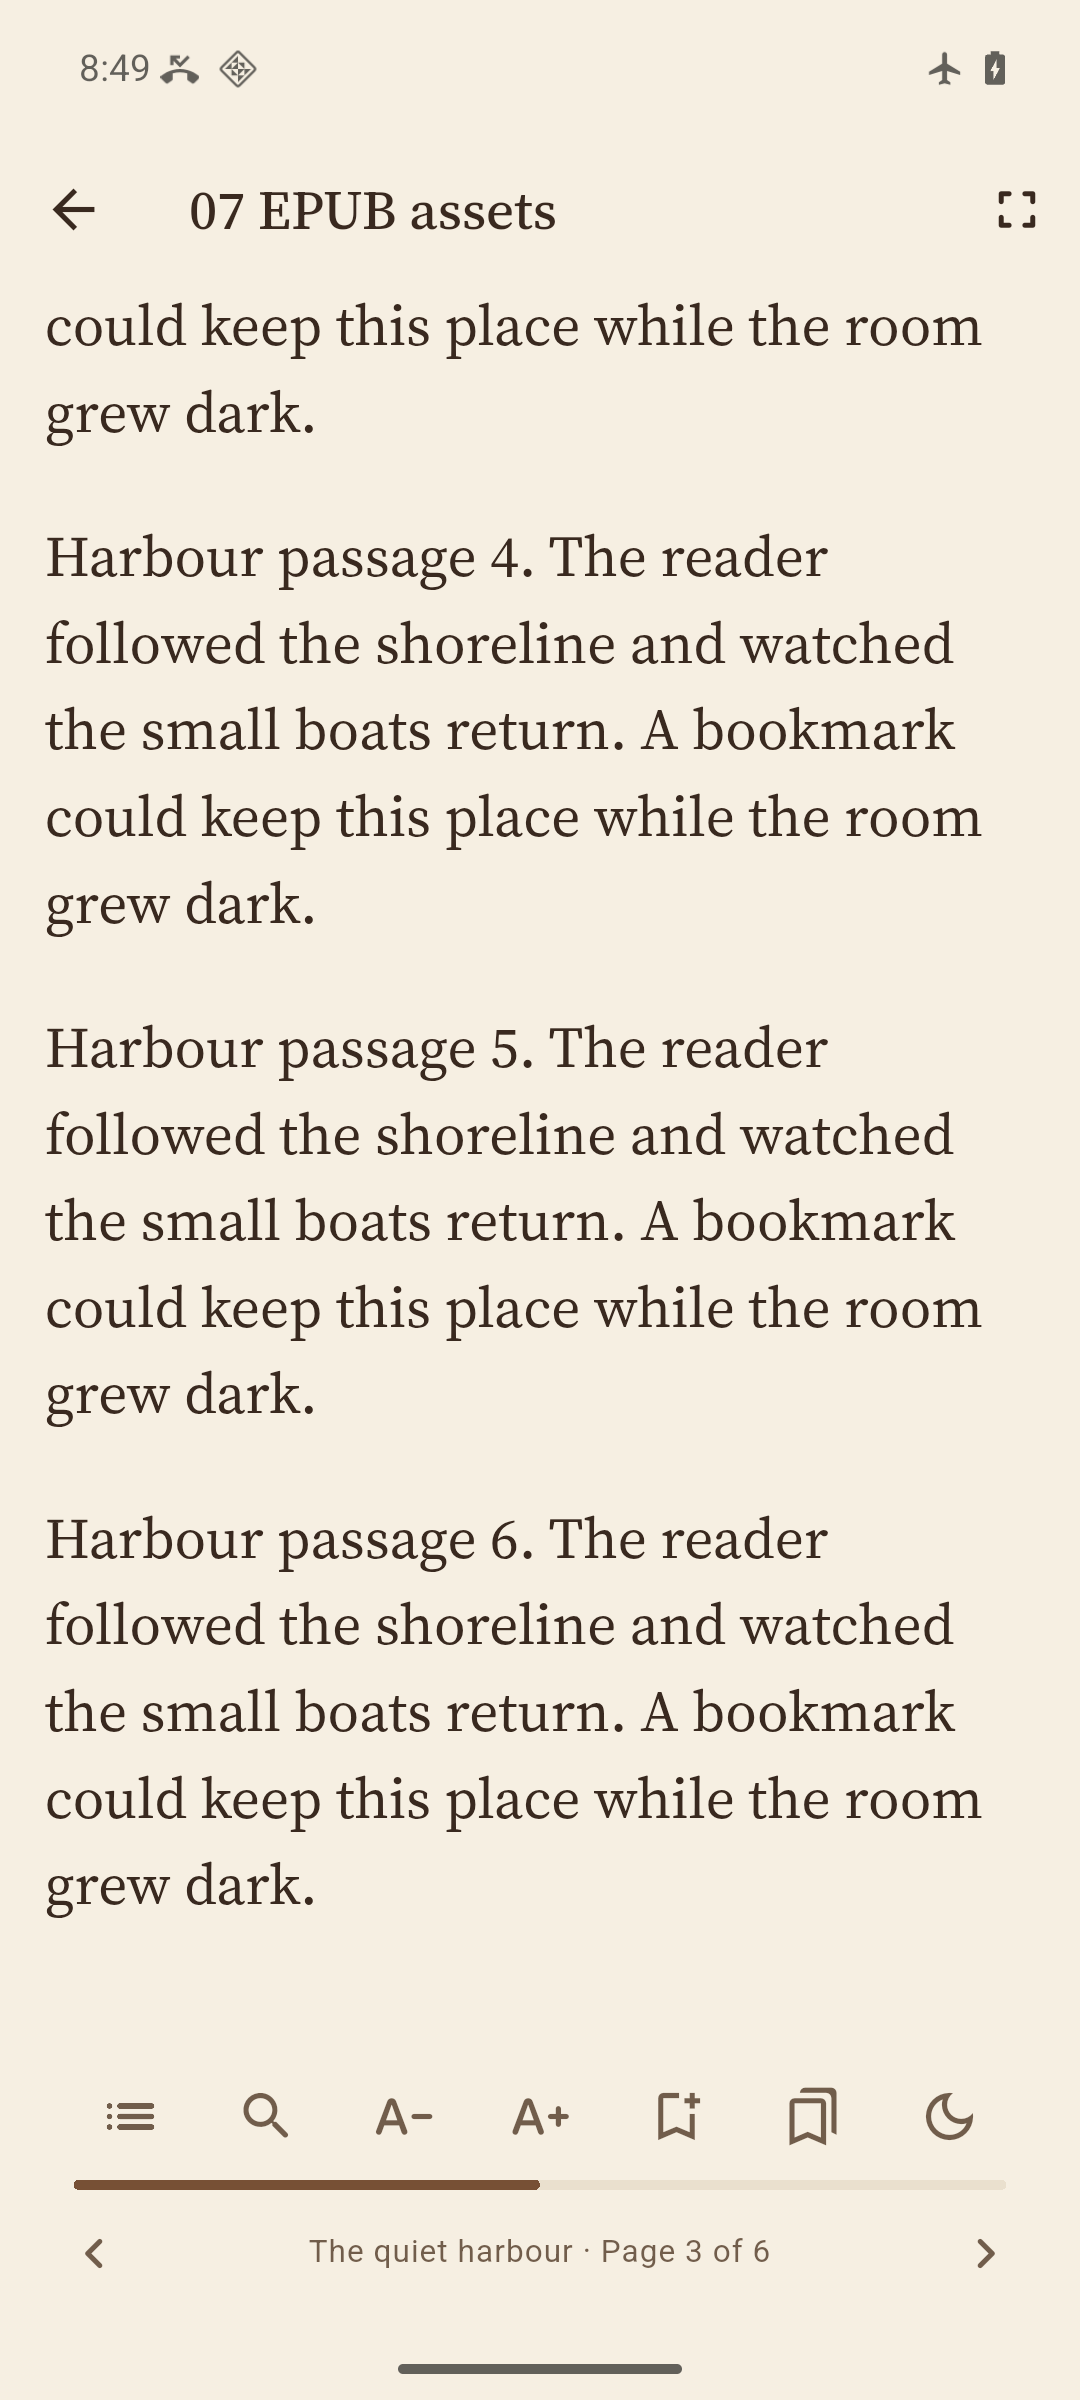 8:49
07 EPUB assets
could keep this place while the room
grew dark.
Harbour passage 4. The reader
followed the shoreline and watched
the small boats return. A bookmark
could keep this place while the room
grew dark.
Harbour passage 5. The reader
followed the shoreline and watched
the small boats return. A bookmark
could keep this place while the room
grew dark.
Harbour passage 6. The reader
followed the shoreline and watched
the small boats return. A bookmark
could keep this place while the room
grew dark.
A- A+
The quiet harbour · Page 3 of 6